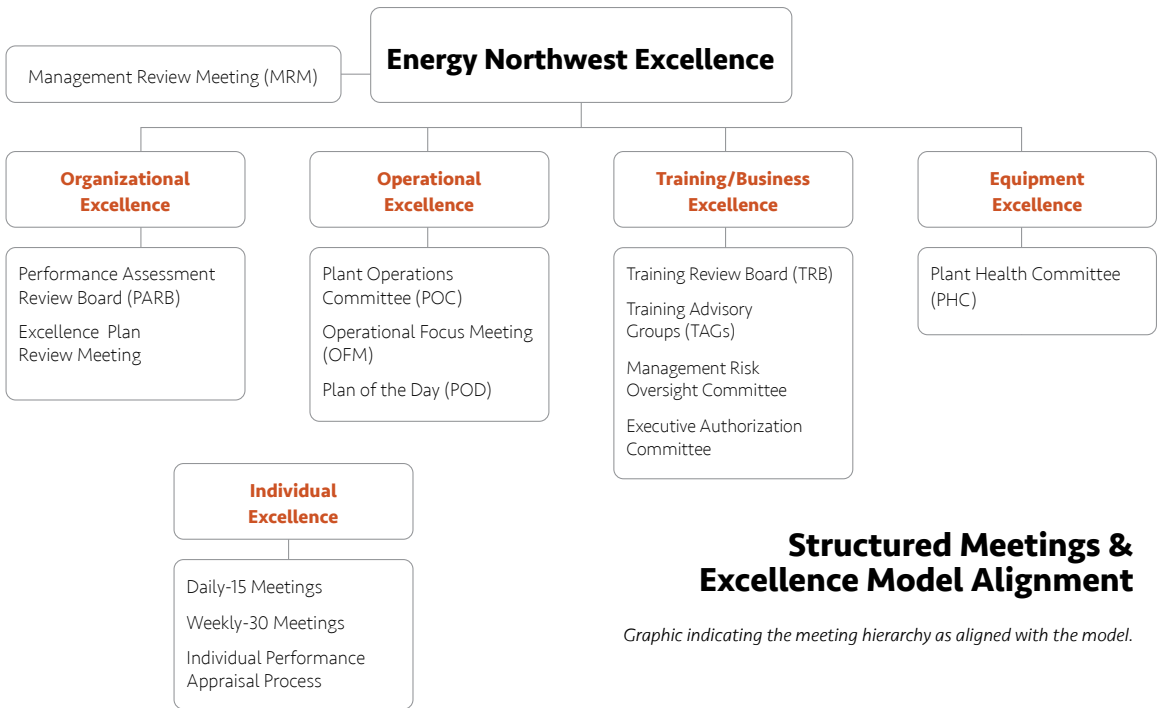 Management Review Meeting (MRM)
Energy Northwest Excellence
Organizational
Excellence
Performance Assessment
Review Board (PARB)
Excellence Plan
Review Meeting
Operational
Excellence
Plant Operations
Committee (POC)
Operational Focus Meeting
(OFM)
Plan of the Day (POD)
Training/Business
Excellence
Training Review Board (TRB)
Training Advisory
Groups (TAGs)
Management Risk
Oversight Committee
Executive Authorization
Committee
Equipment
Excellence
Plant Health Committee
(PHC)
Individual
Excellence
Daily-15 Meetings
Weekly-30 Meetings
Individual Performance
Appraisal Process
Structured Meetings &
Excellence Model Alignment
Graphic indicating the meeting hierarchy as aligned with the model.